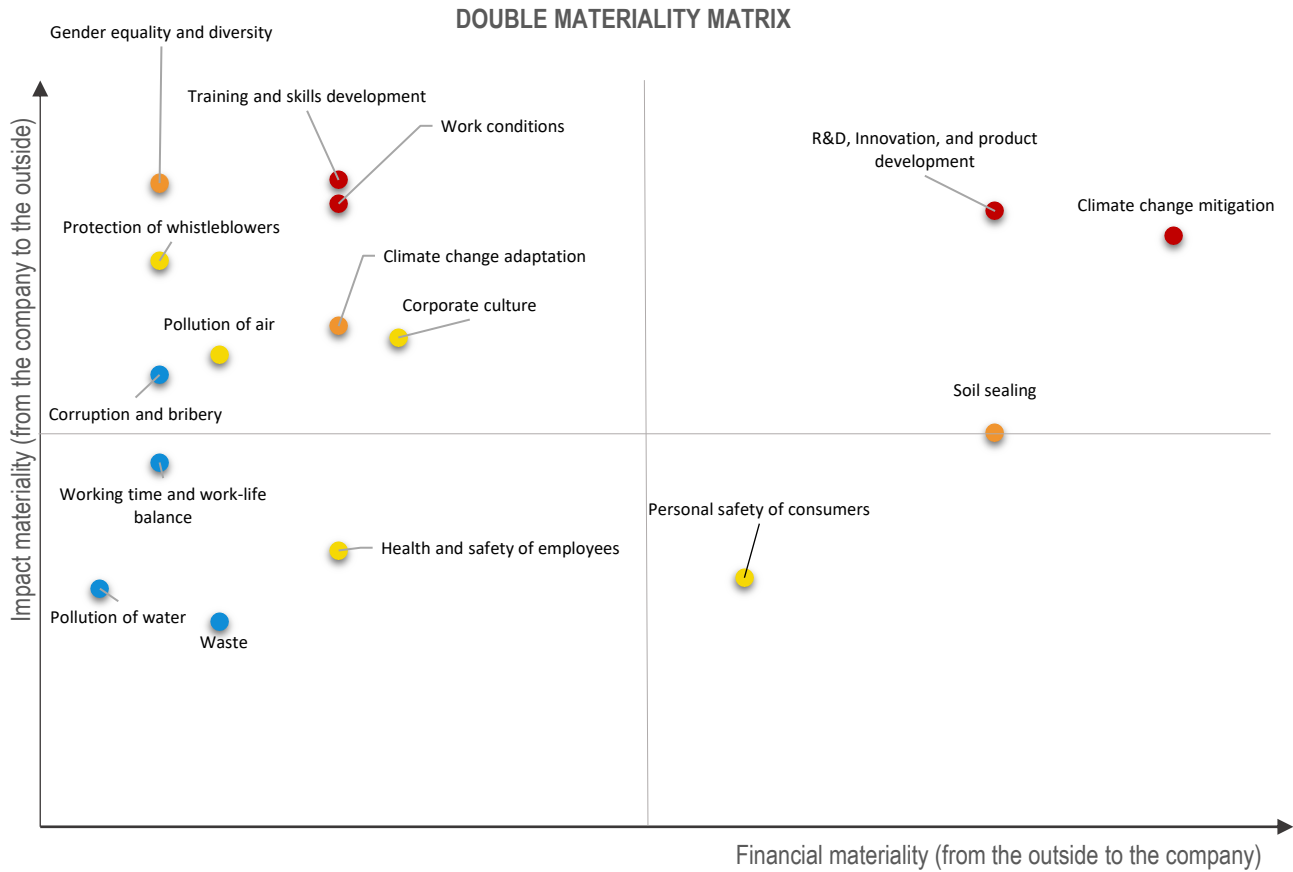 DOUBLE MATERIALITY MATRIX
Gender equality and diversity
Training and skills development
Work conditions
R&D, Innovation, and product
development
Climate change mitigation
Protection of whistleblowers
Climate change adaptation
Corporate culture
Pollution of air
Soil sealing
Corruption and bribery
Working time and work-life
balance
Personal safety of consumers
Health and safety of employees
Pollution of water
Waste
Impact materiality (from the company to the outside)
Financial materiality (from the outside to the company)